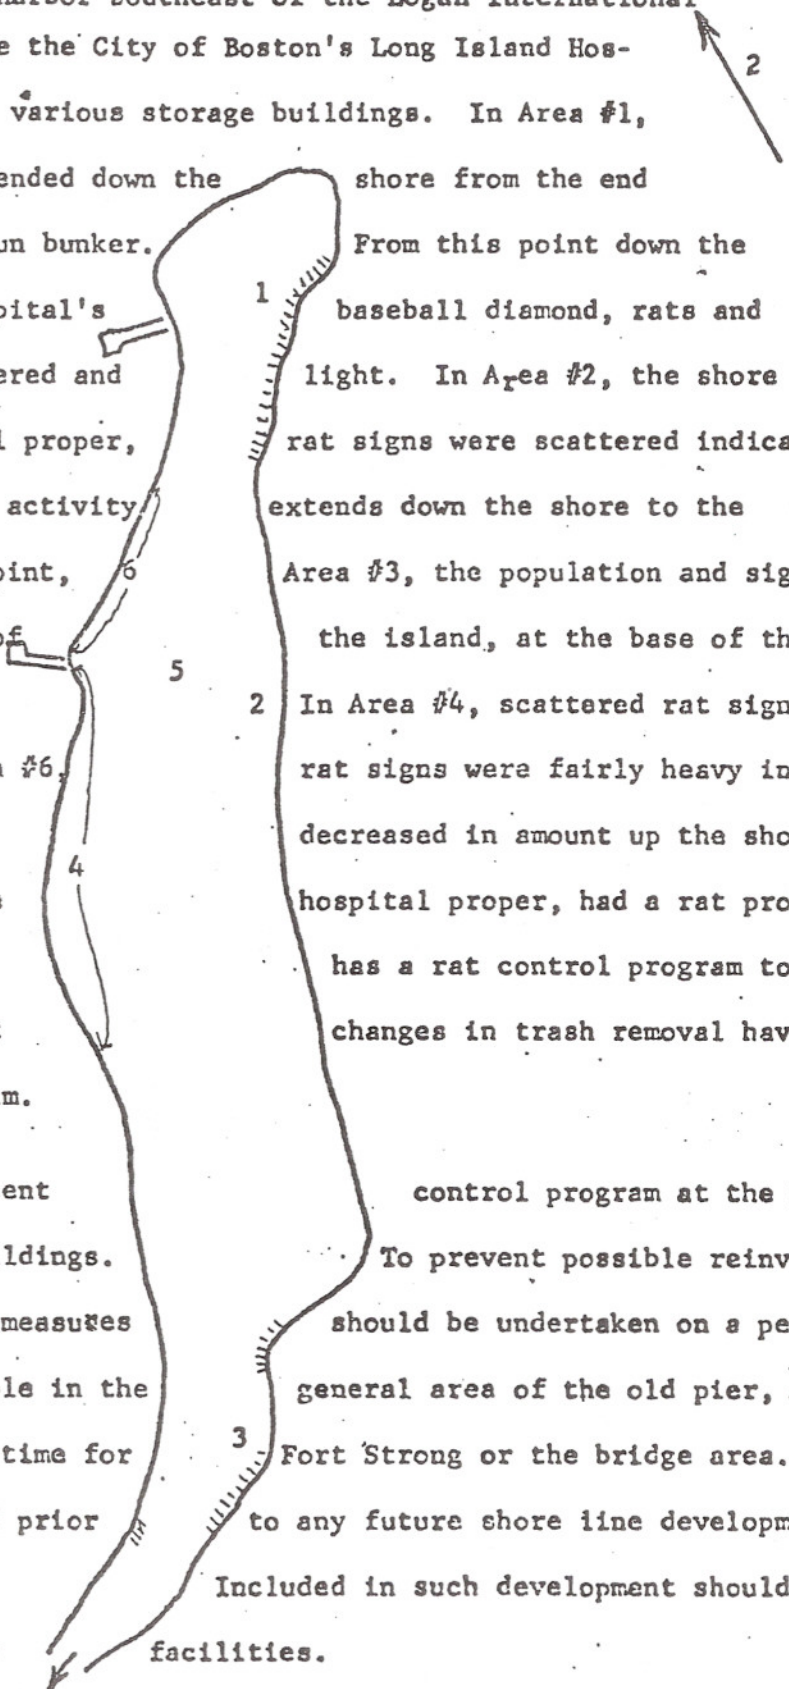 the City of Boston's Long Island Hos-
2
various storage buildings. In Area #1,
ended down the shore from the end
un bunker. From this point down the
1
pital's baseball diamond, rats and
ered and light. In Area #2, the shore
l proper, rat signs were scattered indica
activity extends down the shore to the
oint, 6 Area #3, the population and sig
of the island, at the base of th
5
2 In Area #4, scattered rat sign
#6, rat signs were fairly heavy in
decreased in amount up the sho
4
hospital proper, had a rat pro
has a rat control program to
changes in trash removal hav
m.
ent control program at the
ldings. To prevent possible reinv
measures should be undertaken on a pe
le in the general area of the old pier,
3
time for Fort Strong or the bridge area.
prior to any future shore line developm
Included in such development should
facilities.